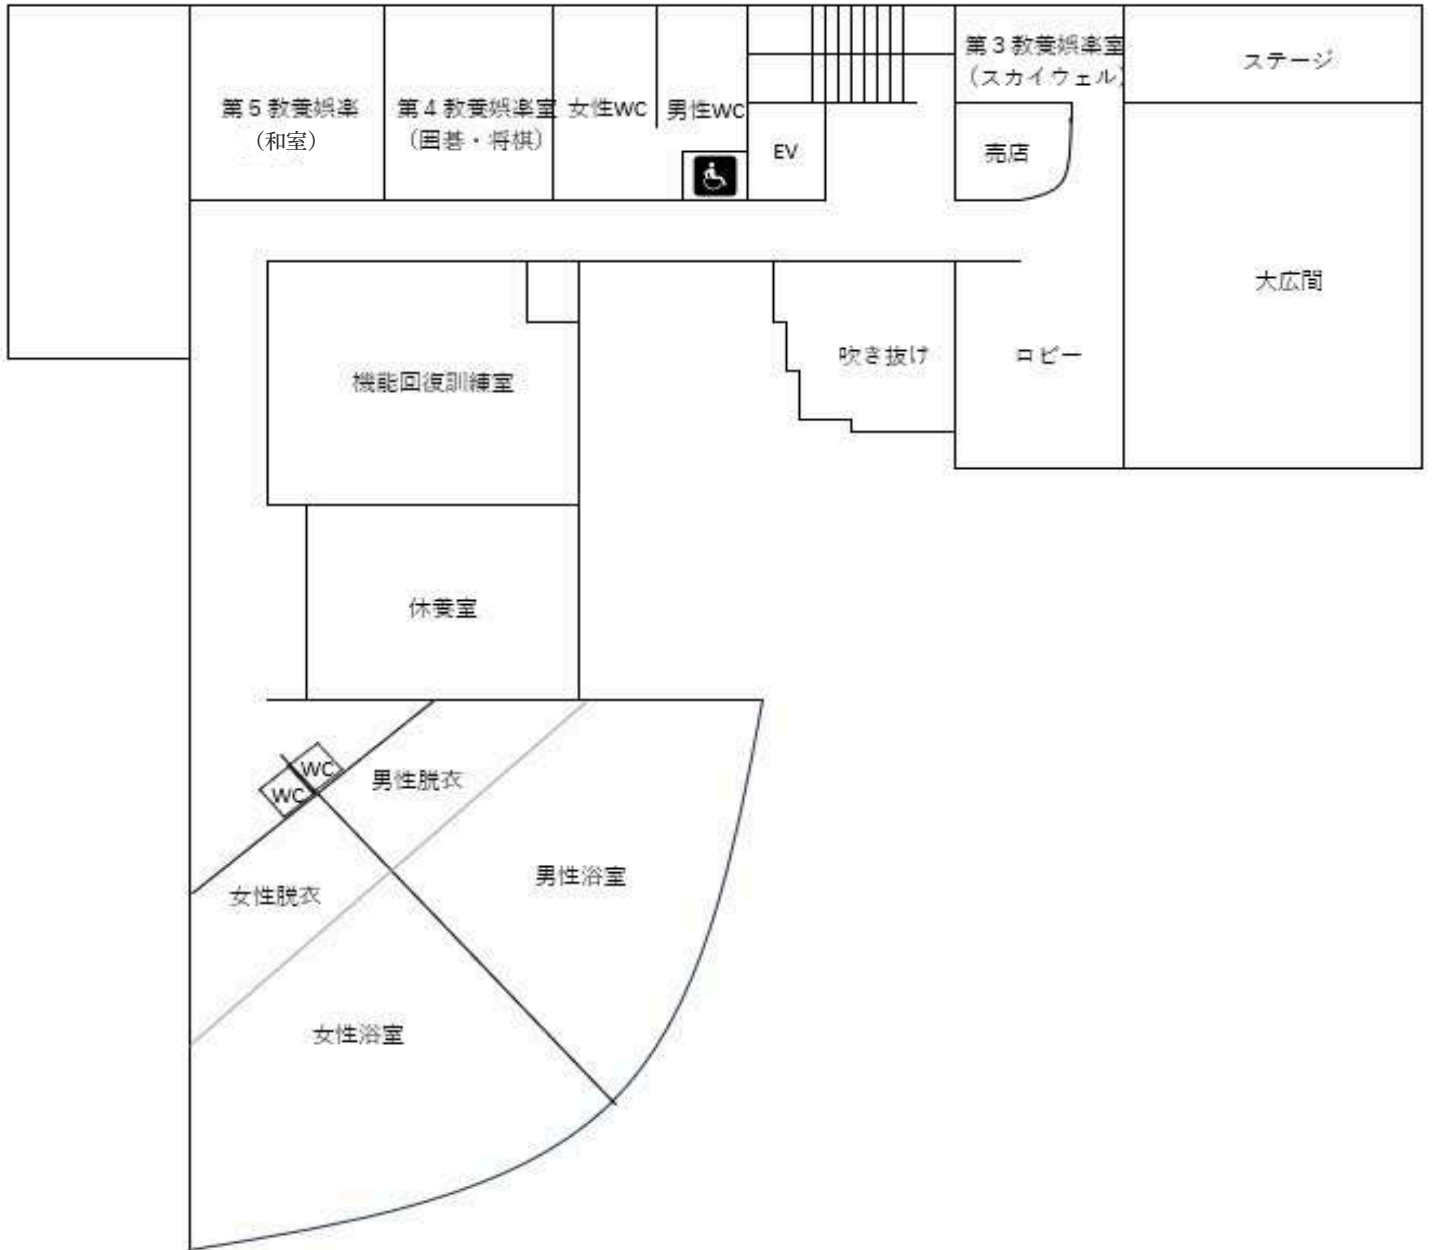 第5教養娯楽
（和室）
第4教養娯楽室
（囲碁・将棋）
女性WC
男性WC
EV
第3教養娯楽室
（スカイウェル）
売店
ステージ
大広間
機能回復訓練室
吹き抜け
ロビー
休養室
WC
WC
男性脱衣
女性脱衣
男性浴室
女性浴室